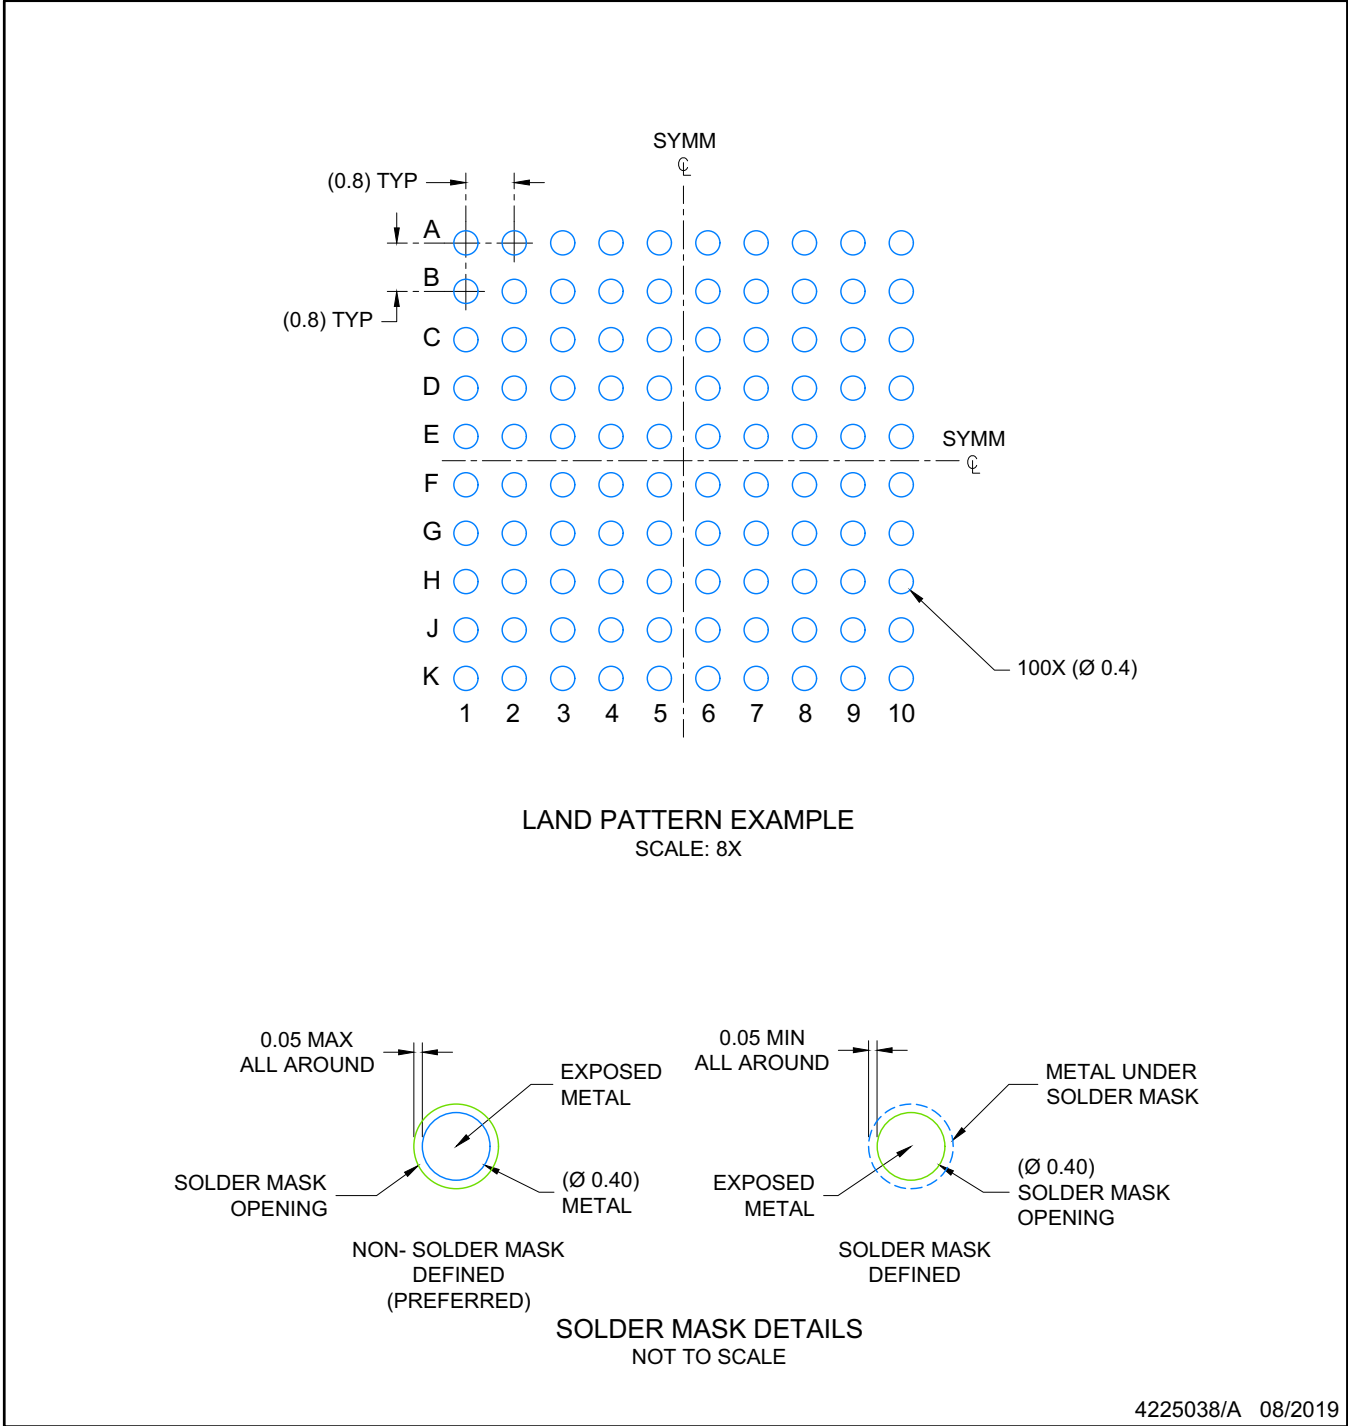 SYMM
℄
(0.8) TYP
A
B
(0.8) TYP
C
D
E
SYMM
℄
F
G
H
J
100X (Ø 0.4)
K
1 2 3 4 5 6 7 8 9 10
LAND PATTERN EXAMPLE
SCALE: 8X
0.05 MAX
ALL AROUND
EXPOSED
METAL
SOLDER MASK
OPENING
(Ø 0.40)
METAL
NON- SOLDER MASK
DEFINED
(PREFERRED)
0.05 MIN
ALL AROUND
METAL UNDER
SOLDER MASK
EXPOSED
METAL
(Ø 0.40)
SOLDER MASK
OPENING
SOLDER MASK
DEFINED
SOLDER MASK DETAILS
NOT TO SCALE
4225038/A 08/2019